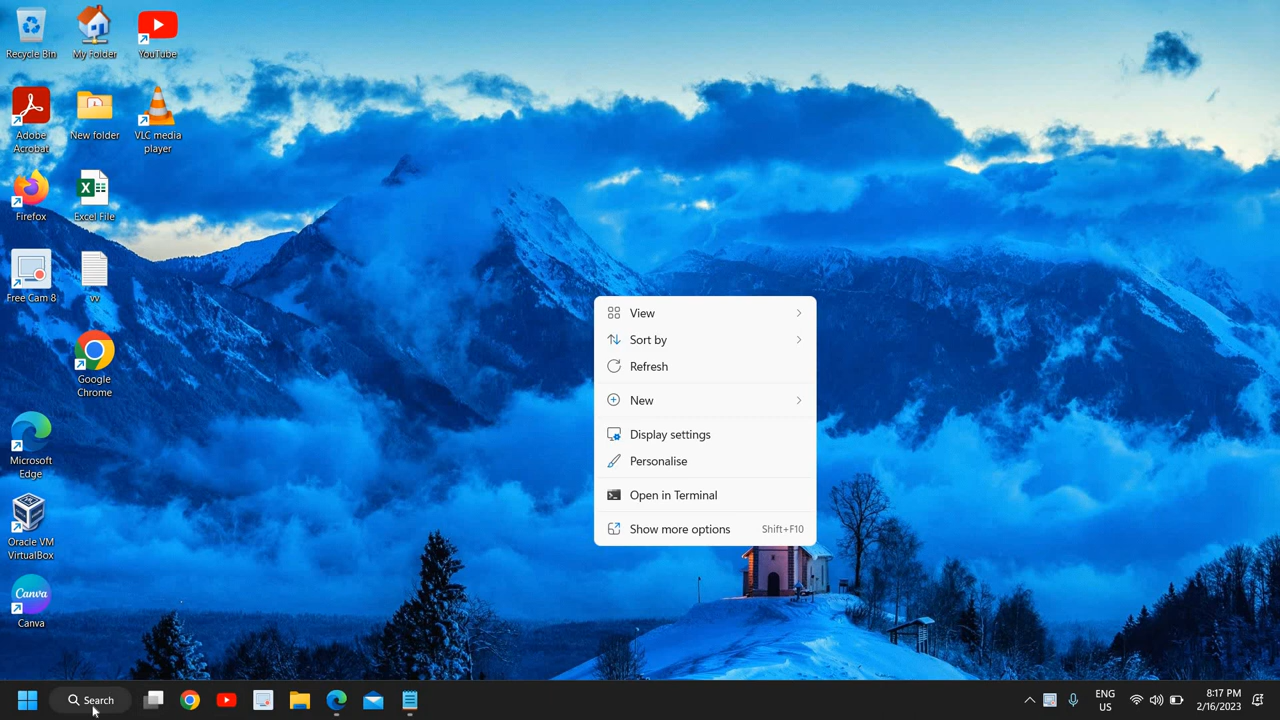 Recycle Bin
My Folder
YouTube
Adobe
Acrobat
New folder
VLC media
player
Firefox
Excel File
Free Cam 8
vv
Google
Chrome
Microsoft
Edge
Oracle VM
VirtualBox
Canva
Canva
View
Sort by
Refresh
New
Display settings
Personalise
Open in Terminal
Show more options Shift+F10
Search
ENG
US
8:17 PM
2/16/2023